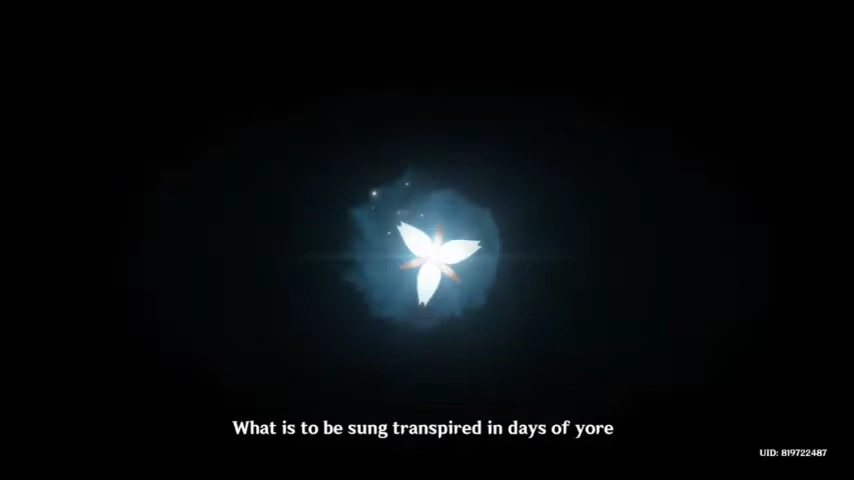 What is to be sung transpired in days of yore
UID: 819722487